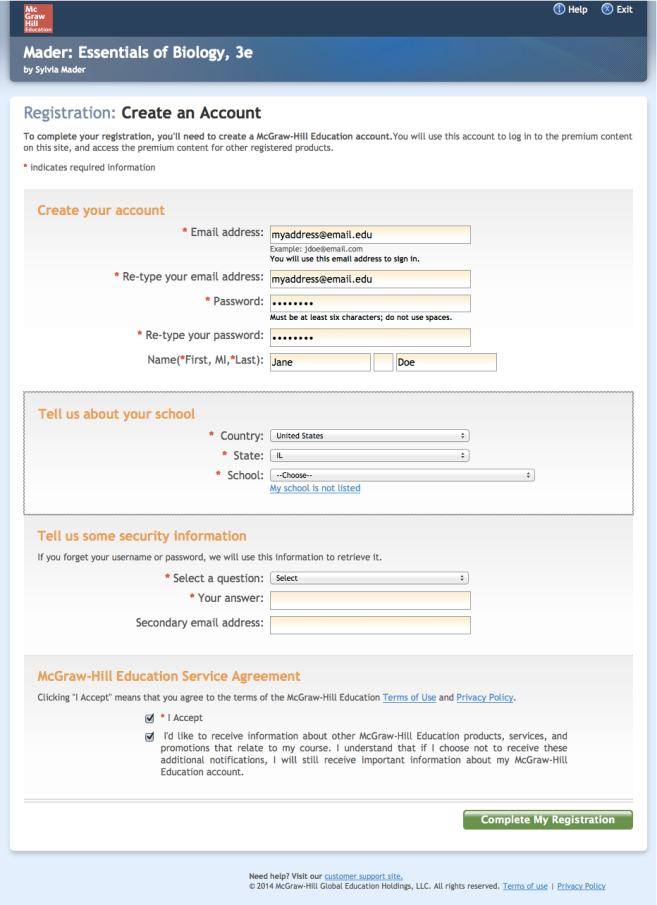 Mc
Graw
Hill
Education
Help
Exit
Mader: Essentials of Biology, 3e
by Sylvia Mader
Registration: Create an Account
To complete your registration, you'll need to create a McGraw-Hill Education account.You will use this account to log in to the premium content
on this site, and access the premium content for other registered products.
* indicates required information
Create your account
* Email address: myaddress@email.edu
Example: jdoe@email.com
You will use this email address to sign in.
* Re-type your email address: myaddress@email.edu
* Password: ••••••••
Must be at least six characters; do not use spaces.
* Re-type your password: ••••••••
Name(*First, MI,*Last): Jane Doe
Tell us about your school
* Country: United States
* State: IL
* School: --Choose--
My school is not listed
Tell us some security information
If you forget your username or password, we will use this information to retrieve it.
* Select a question: Select
* Your answer:
Secondary email address:
McGraw-Hill Education Service Agreement
Clicking "I Accept" means that you agree to the terms of the McGraw-Hill Education Terms of Use and Privacy Policy.
* I Accept
I'd like to receive information about other McGraw-Hill Education products, services, and
promotions that relate to my course. I understand that if I choose not to receive these
additional notifications, I will still receive important information about my McGraw-Hill
Education account.
Complete My Registration
Need help? Visit our customer support site.
© 2014 McGraw-Hill Global Education Holdings, LLC. All rights reserved. Terms of use | Privacy Policy